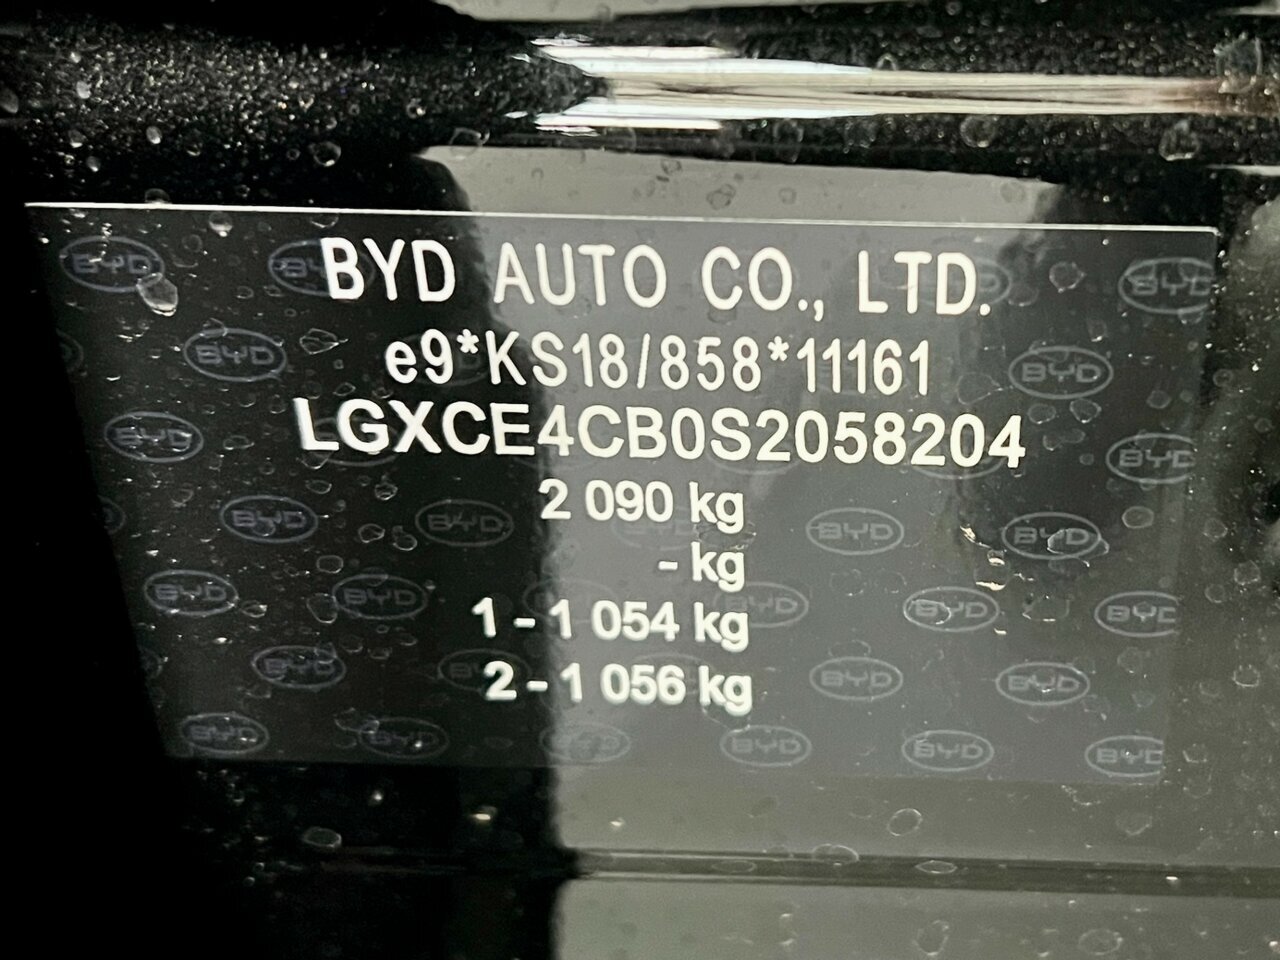 BYD AUTO CO., LTD.
e9*KS18/858*11161
LGXCE4CB0S2058204
2 090 kg
- kg
1 - 1 054 kg
2 - 1 056 kg